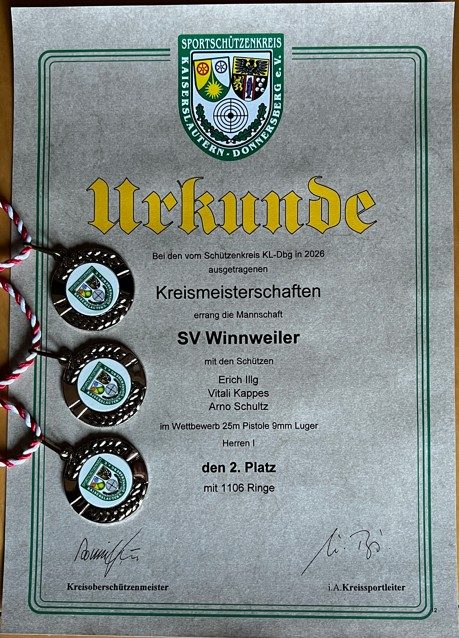 SPORTSCHÜTZENKREIS
KAISERSLAUTERN - DONNERSBERG e.V.
Urkunde
Bei den vom Schützenkreis KL-Dbg in 2026
ausgetragenen
Kreismeisterschaften
errang die Mannschaft
SV Winnweiler
mit den Schützen
Erich Illg
Vitali Kappes
Arno Schultz
im Wettbewerb 25m Pistole 9mm Luger
Herren I
den 2. Platz
mit 1106 Ringe
Kreisoberschützenmeister
i.A.Kreissportleiter
2